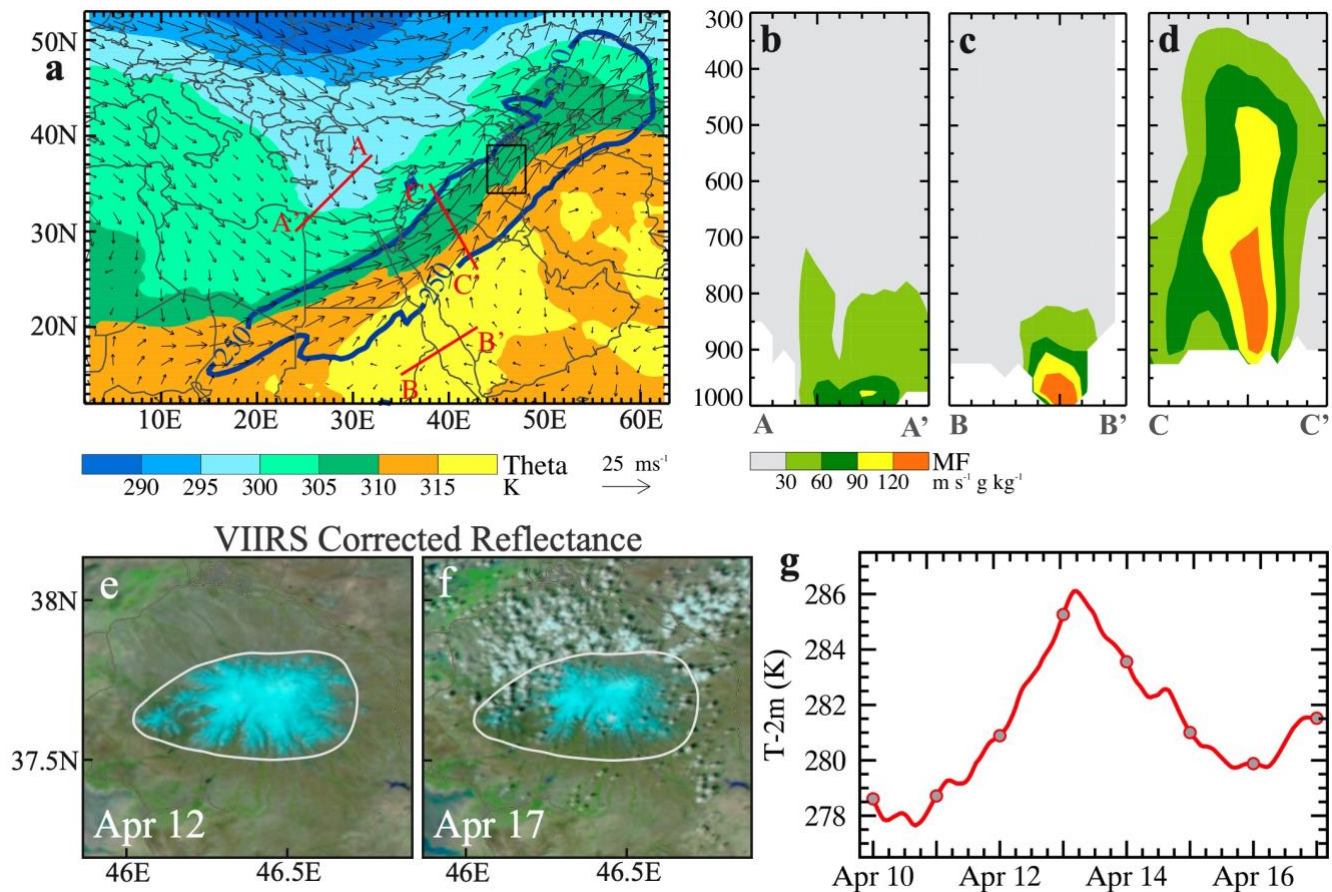 a
50N
40N
30N
20N
10E 20E 30E 40E 50E 60E
A
A'
B
B'
C
C'
250
250
250
Theta
K
290 295 300 305 310 315
25 ms⁻¹
b c d
300
400
500
600
700
800
900
1000
A A' B B' C C'
MF
30 60 90 120 m s⁻¹ g kg⁻¹
VIIRS Corrected Reflectance
e
f
38N
37.5N
Apr 12
Apr 17
46E 46.5E 46E 46.5E
g
T-2m (K)
286
284
282
280
278
Apr 10 Apr 12 Apr 14 Apr 16